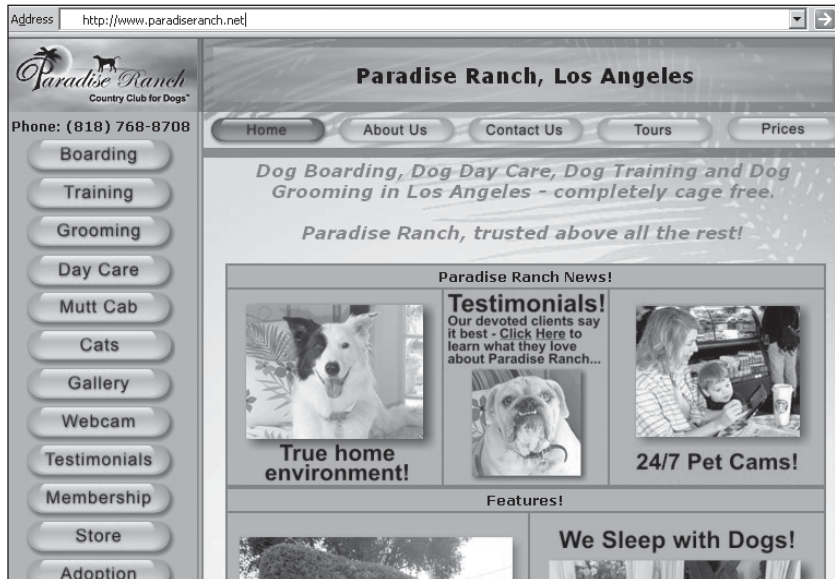 Address http://www.paradiseranch.net
Paradise Ranch
Country Club for Dogs™
Phone: (818) 768-8708
Boarding
Training
Grooming
Day Care
Mutt Cab
Cats
Gallery
Webcam
Testimonials
Membership
Store
Adoption
Paradise Ranch, Los Angeles
Home About Us Contact Us Tours Prices
Dog Boarding, Dog Day Care, Dog Training and Dog
Grooming in Los Angeles - completely cage free.
Paradise Ranch, trusted above all the rest!
Paradise Ranch News!
True home
environment!
Testimonials!
Our devoted clients say
it best - Click Here to
learn what they love
about Paradise Ranch...
24/7 Pet Cams!
Features!
We Sleep with Dogs!